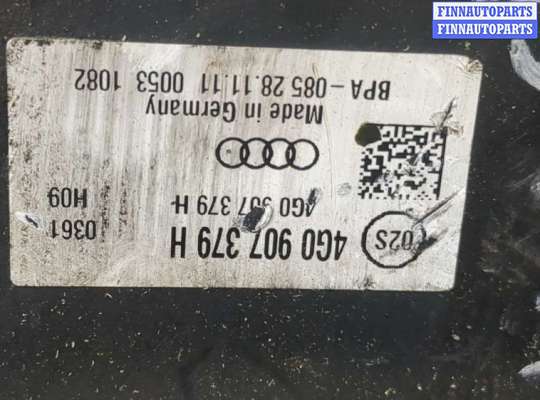 FINNAUTOPARTS
FINNAUTOPARTS
02S
4G0 907 379 H
4G0 907 379 H
0361
H09
Made in Germany
BPA-085 28.11.11 0053 1082